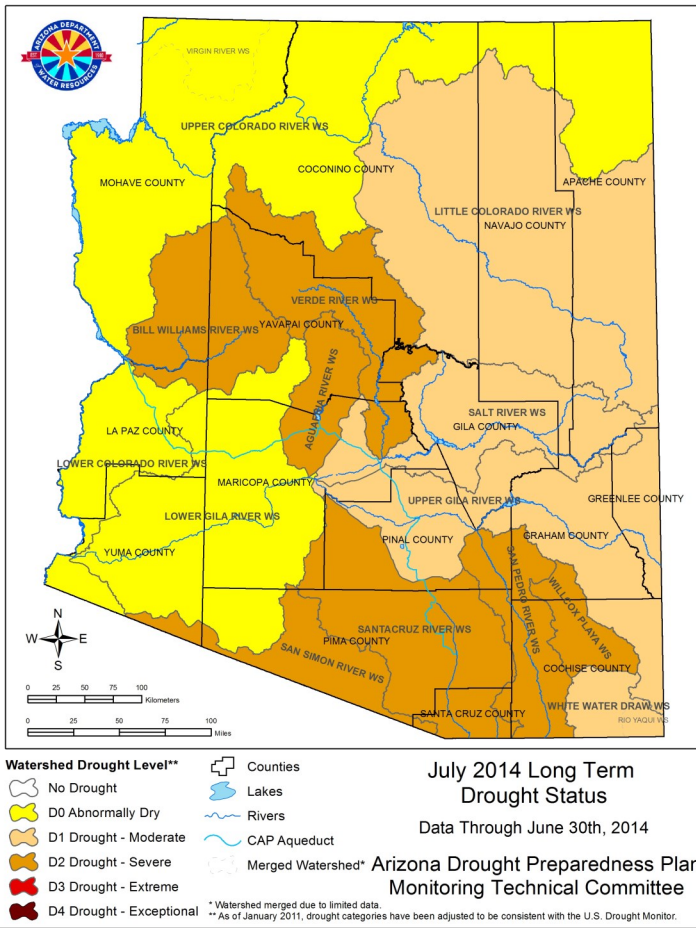 ARIZONA DEPARTMENT
EST. 1980
of WATER RESOURCES
VIRGIN RIVER WS
UPPER COLORADO RIVER WS
COCONINO COUNTY
MOHAVE COUNTY
APACHE COUNTY
LITTLE COLORADO RIVER WS
NAVAJO COUNTY
VERDE RIVER WS
YAVAPAI COUNTY
BILL WILLIAMS RIVER WS
AGUA FRIA RIVER WS
SALT RIVER WS
GILA COUNTY
LA PAZ COUNTY
LOWER COLORADO RIVER WS
MARICOPA COUNTY
UPPER GILA RIVER WS
GREENLEE COUNTY
LOWER GILA RIVER WS
PINAL COUNTY
GRAHAM COUNTY
YUMA COUNTY
SAN PEDRO RIVER WS
WILLCOX PLAYA WS
N
W E
S
SANTACRUZ RIVER WS
PIMA COUNTY
SAN SIMON RIVER WS
COCHISE COUNTY
WHITE WATER DRAW WS
SANTA CRUZ COUNTY
RIO YAQUI WS
0 25 50 75 100
Kilometers
0 25 50 75 100
Miles
Watershed Drought Level**
No Drought
D0 Abnormally Dry
D1 Drought - Moderate
D2 Drought - Severe
D3 Drought - Extreme
D4 Drought - Exceptional
Counties
Lakes
Rivers
CAP Aqueduct
Merged Watershed*
July 2014 Long Term
Drought Status
Data Through June 30th, 2014
Arizona Drought Preparedness Plan
Monitoring Technical Committee
* Watershed merged due to limited data.
** As of January 2011, drought categories have been adjusted to be consistent with the U.S. Drought Monitor.